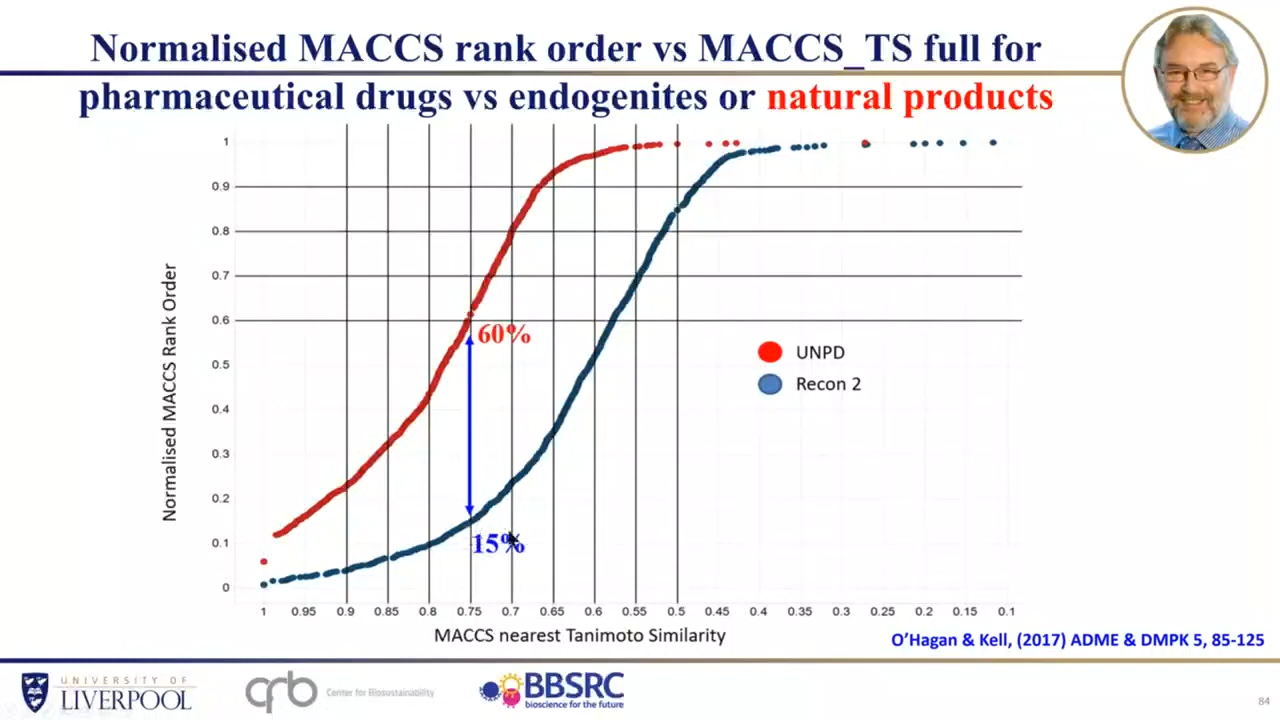 Normalised MACCS rank order vs MACCS_TS full for
pharmaceutical drugs vs endogenites or natural products
1
0.9
0.8
0.7
0.6
0.5
0.4
0.3
0.2
0.1
0
Normalised MACCS Rank Order
60%
15%
UNPD
Recon 2
1 0.95 0.9 0.85 0.8 0.75 0.7 0.65 0.6 0.55 0.5 0.45 0.4 0.35 0.3 0.25 0.2 0.15 0.1
MACCS nearest Tanimoto Similarity
O'Hagan & Kell, (2017) ADME & DMPK 5, 85-125
UNIVERSITY OF
LIVERPOOL
Center for Biosustainability
BBSRC
bioscience for the future
84